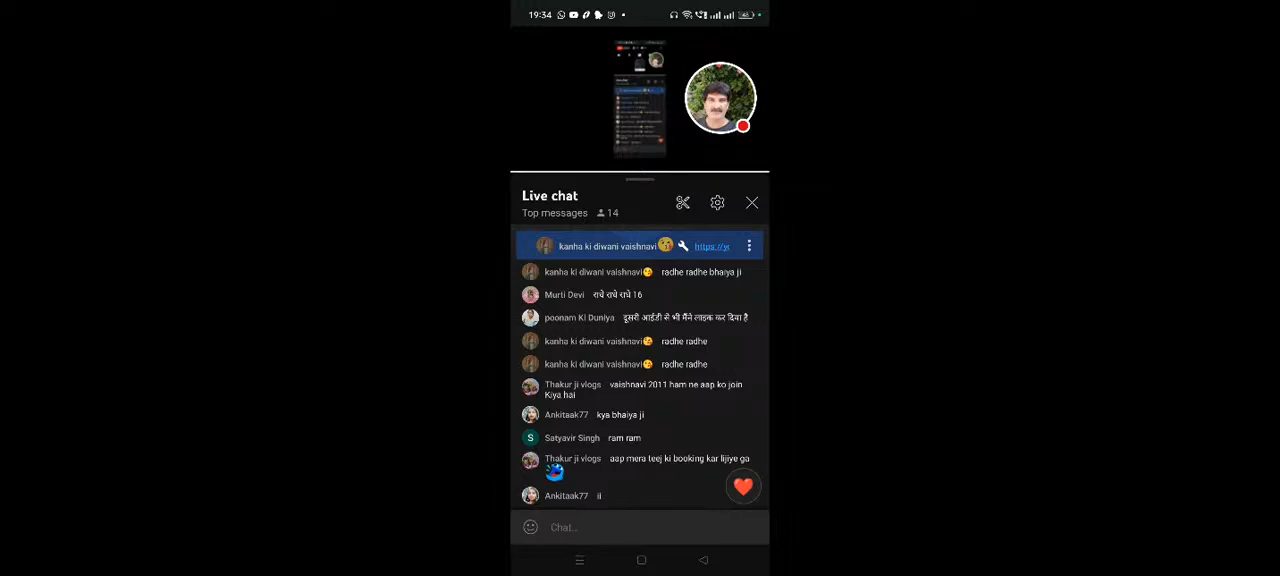 19:34
Live chat
Top messages 14
kanha ki diwani vaishnavi😘 https://y
kanha ki diwani vaishnavi😘 radhe radhe bhaiya ji
Murti Devi राधे राधे राधे 16
poonam Ki Duniya दूसरी आईडी से भी मैंने लाइक कर दिया है
kanha ki diwani vaishnavi😘 radhe radhe
kanha ki diwani vaishnavi😘 radhe radhe
Thakur ji vlogs vaishnavi 2011 ham ne aap ko join
Kiya hai
Ankitaak77 kya bhaiya ji
S Satyavir Singh ram ram
Thakur ji vlogs aap mera teej ki booking kar lijiye ga
Ankitaak77 ii
Chat...